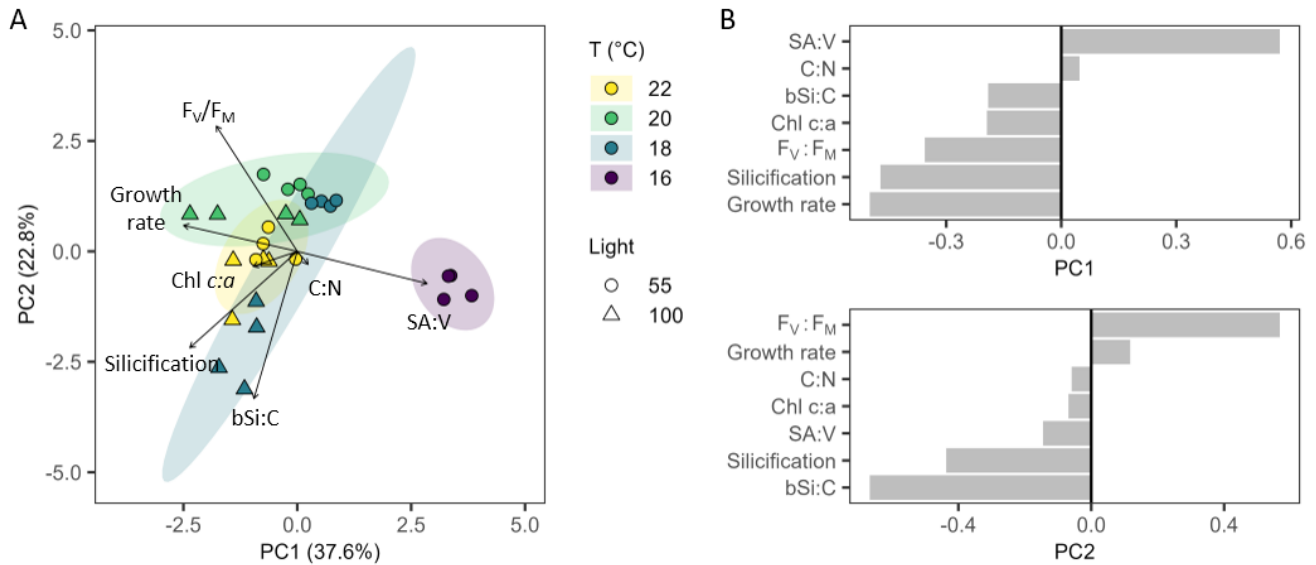 A
5.0
2.5
0.0
-2.5
-5.0
PC2 (22.8%)
-2.5
0.0
2.5
5.0
PC1 (37.6%)
FV/FM
Growth
rate
Chl c:a
C:N
SA:V
Silicification
bSi:C
T (°C)
22
20
18
16
Light
55
100
B
SA:V
C:N
bSi:C
Chl c:a
FV:FM
Silicification
Growth rate
-0.3
0.0
0.3
0.6
PC1
FV:FM
Growth rate
C:N
Chl c:a
SA:V
Silicification
bSi:C
-0.4
0.0
0.4
PC2